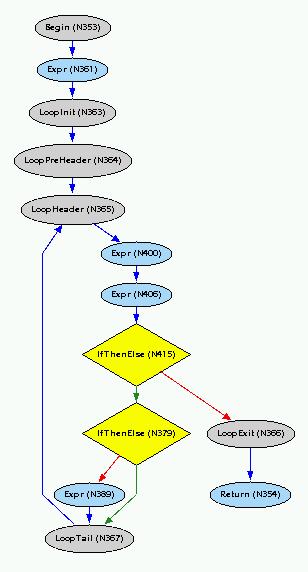 Begin (N353)
Expr (N361)
LoopInit (N363)
LoopPreHeader (N364)
LoopHeader (N365)
Expr (N400)
Expr (N406)
IfThenElse (N415)
IfThenElse (N379)
LoopExit (N366)
Expr (N389)
Return (N354)
LoopTail (N367)